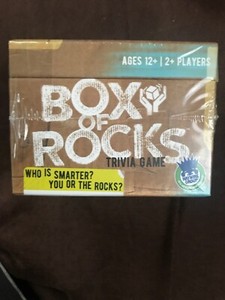 AGES 12+ | 2+ PLAYERS
BOX
OF
ROCKS
TRIVIA GAME
WHO IS SMARTER?
YOU OR THE ROCKS?